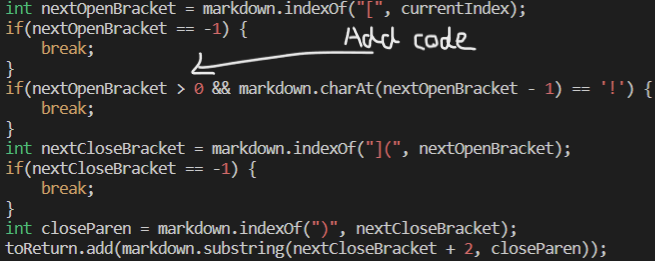 int nextOpenBracket = markdown.indexOf("[", currentIndex);
if(nextOpenBracket == -1) {
    break;
}
Add code
if(nextOpenBracket > 0 && markdown.charAt(nextOpenBracket - 1) == '!') {
    break;
}
int nextCloseBracket = markdown.indexOf("](", nextOpenBracket);
if(nextCloseBracket == -1) {
    break;
}
int closeParen = markdown.indexOf(")", nextCloseBracket);
toReturn.add(markdown.substring(nextCloseBracket + 2, closeParen));